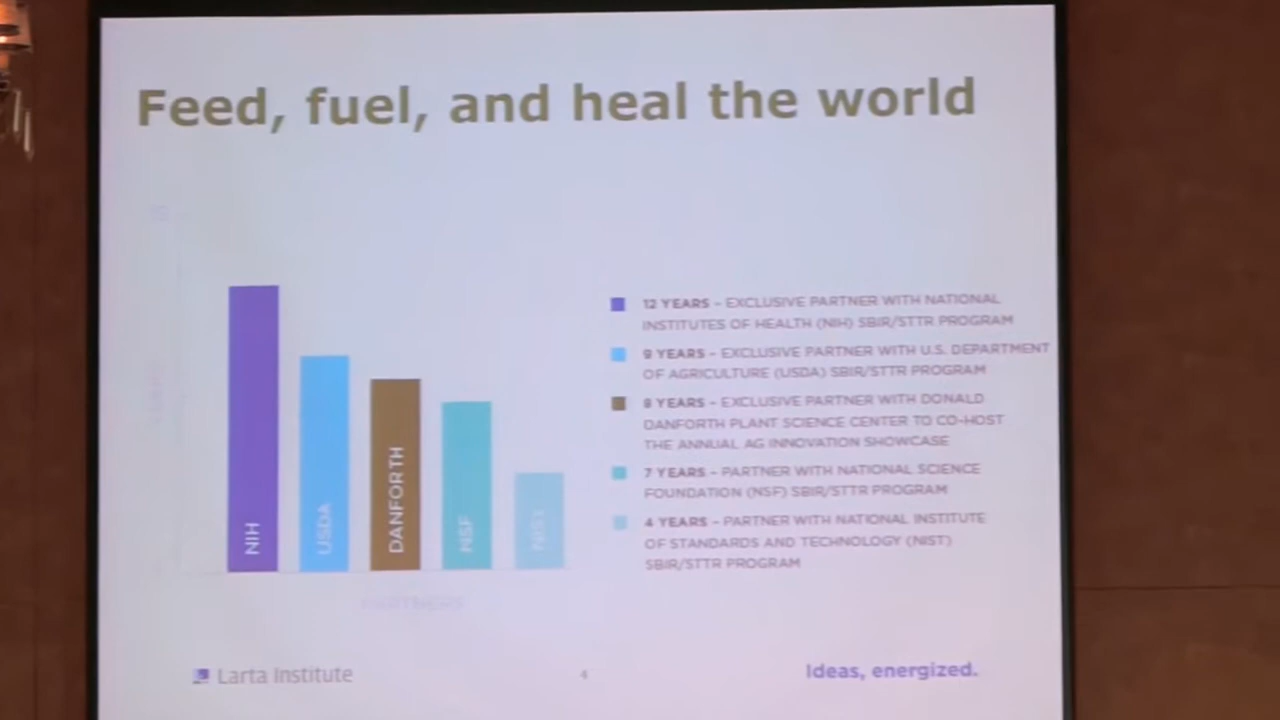 Feed, fuel, and heal the world
NIH
USDA
DANFORTH
NSF
PARTNERS
12 YEARS – EXCLUSIVE PARTNER WITH NATIONAL
INSTITUTES OF HEALTH (NIH) SBIR/STTR PROGRAM
9 YEARS – EXCLUSIVE PARTNER WITH U.S. DEPARTMENT
OF AGRICULTURE (USDA) SBIR/STTR PROGRAM
8 YEARS – EXCLUSIVE PARTNER WITH DONALD
DANFORTH PLANT SCIENCE CENTER TO CO-HOST
THE ANNUAL AG INNOVATION SHOWCASE
7 YEARS – PARTNER WITH NATIONAL SCIENCE
FOUNDATION (NSF) SBIR/STTR PROGRAM
4 YEARS – PARTNER WITH NATIONAL INSTITUTE
OF STANDARDS AND TECHNOLOGY (NIST)
SBIR/STTR PROGRAM
Larta Institute
4
Ideas, energized.